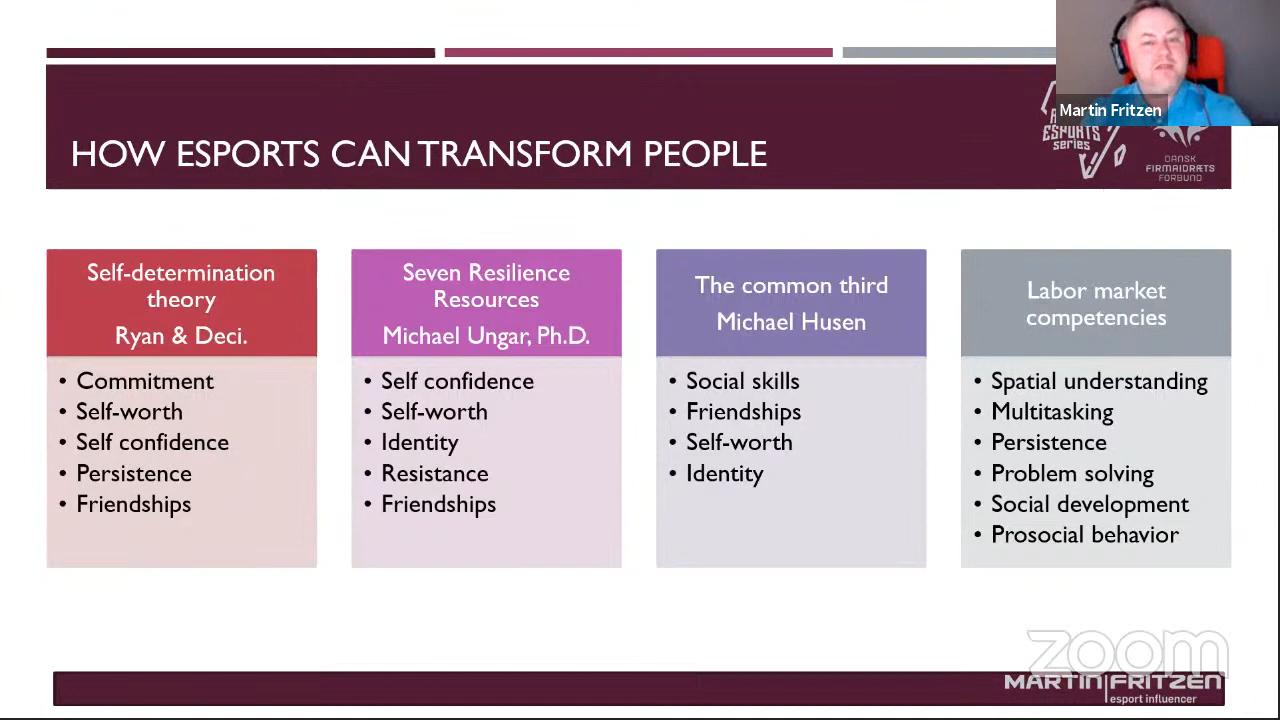 Martin Fritzen
HOW ESPORTS CAN TRANSFORM PEOPLE
ESPORTS
series
DANSK
FIRMAIDRÆTS
FORBUND
Self-determination
theory
Ryan & Deci.
• Commitment
• Self-worth
• Self confidence
• Persistence
• Friendships
Seven Resilience
Resources
Michael Ungar, Ph.D.
• Self confidence
• Self-worth
• Identity
• Resistance
• Friendships
The common third
Michael Husen
• Social skills
• Friendships
• Self-worth
• Identity
Labor market
competencies
• Spatial understanding
• Multitasking
• Persistence
• Problem solving
• Social development
• Prosocial behavior
zoom
MARTIN|FRITZEN
esport influencer